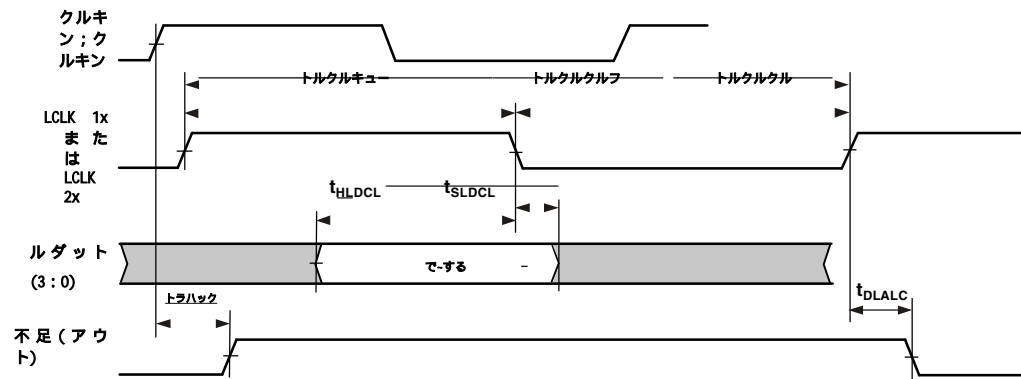 クルキ
ン;ク
ルキン
トルクルキュー
トルクルクルフ
トルクルクル
LCLK 1x
また
は
LCLK
2x
tHLDCL
tSLDCL
ルダット
(3:0)
で~する
トラハック
tDLALC
不足(アウ
ト)